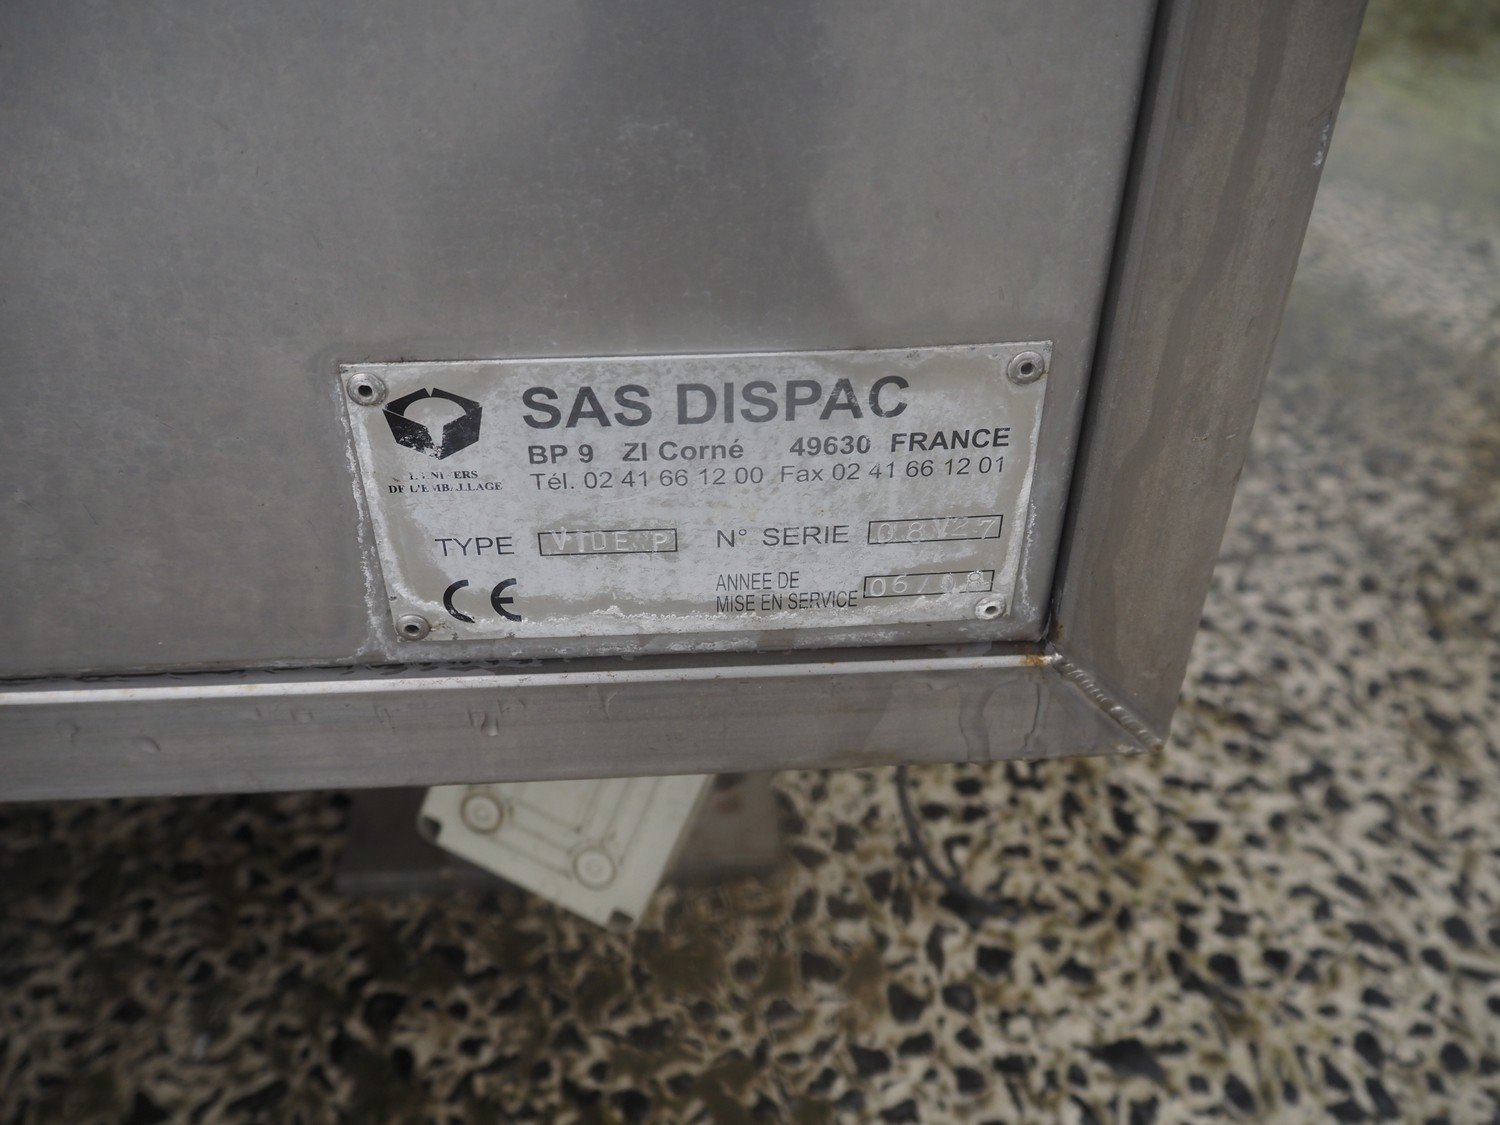 SAS DISPAC
BP 9 ZI Corné 49630 FRANCE
Tél. 02 41 66 12 00 Fax 02 41 66 12 01
DE L'EMBALLAGE
TYPE VIDE.P N° SERIE 08V27
CE ANNEE DE
MISE EN SERVICE 06/08